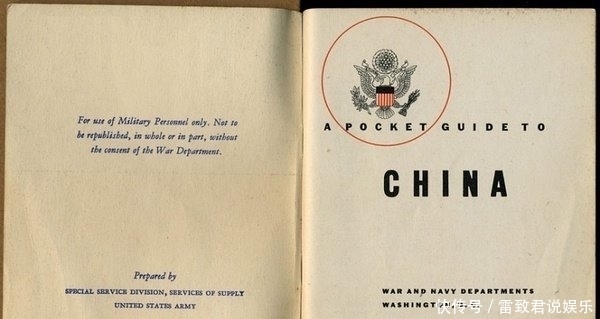 For use of Military Personnel only. Not to
be republished, in whole or in part, without
the consent of the War Department.
Prepared by
SPECIAL SERVICE DIVISION, SERVICES OF SUPPLY
UNITED STATES ARMY
A POCKET GUIDE TO
CHINA
WAR AND NAVY DEPARTMENTS
WASHINGTON,
快传号 / 雷致君说娱乐